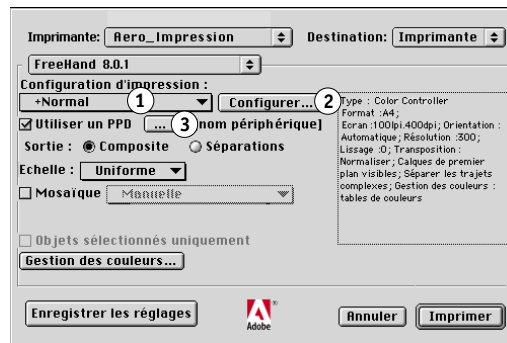 Imprimante: Aero_Impression Destination: Imprimante
FreeHand 8.0.1
Configuration d'impression :
+Normal 1 Configurer... 2
Utiliser un PPD ... 3 nom périphérique]
Sortie : Composite Séparations
Echelle : Uniforme
Mosaïque Manuelle
Type : Color Controller
Format :A4;
Ecran :100lpi.400dpi; Orientation :
Automatique; Résolution :300;
Lissage :0; Transposition :
Normaliser; Calques de premier
plan visibles; Séparer les trajets
complexes; Gestion des couleurs :
tables de couleurs
Objets sélectionnés uniquement
Gestion des couleurs...
Enregistrer les réglages Adobe ® Annuler Imprimer